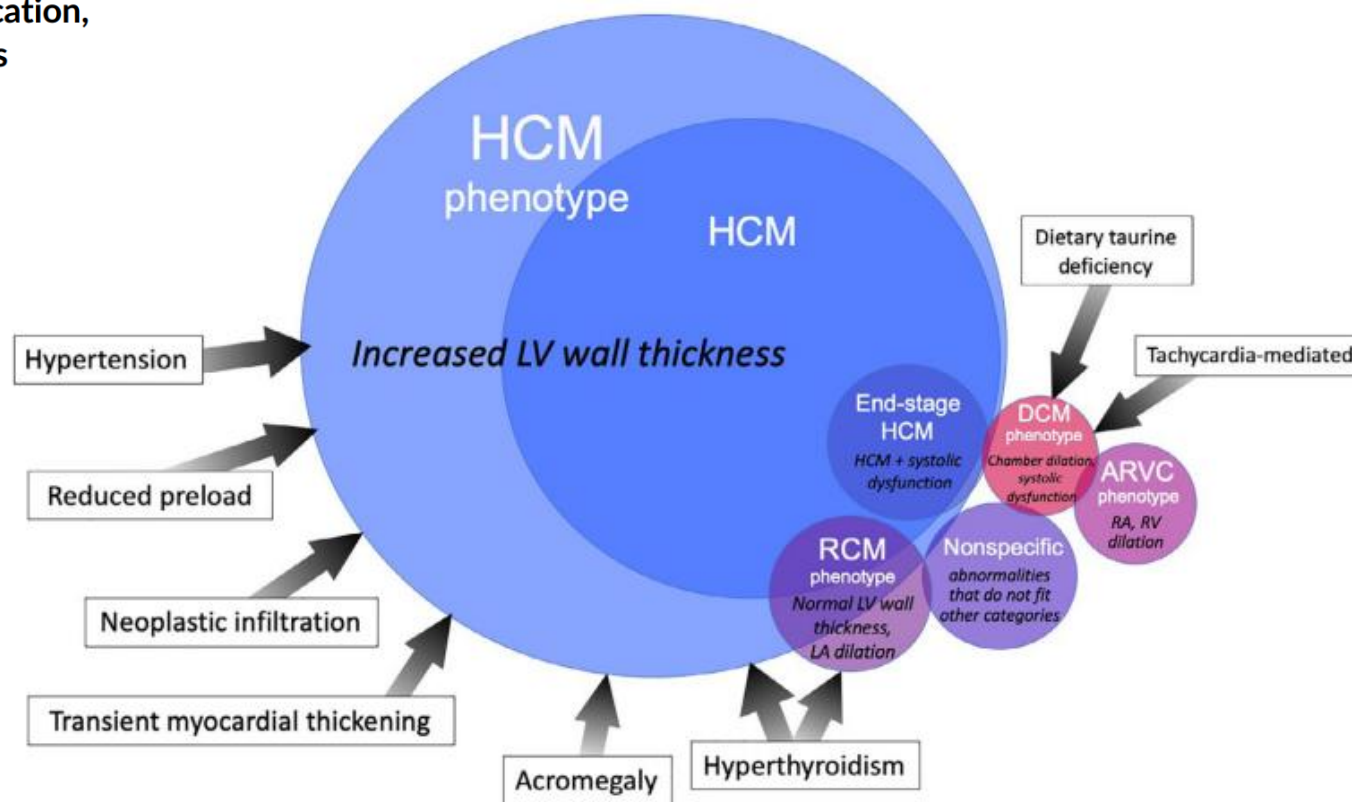 cation,
s
HCM
phenotype
HCM
Increased LV wall thickness
Hypertension
Reduced preload
Neoplastic infiltration
Transient myocardial thickening
Acromegaly
Hyperthyroidism
End-stage
HCM
HCM + systolic
dysfunction
RCM
phenotype
Normal LV wall
thickness,
LA dilation
Nonspecific
abnormalities
that do not fit
other categories
DCM
phenotype
Chamber dilation,
systolic
dysfunction
ARVC
phenotype
RA, RV
dilation
Dietary taurine
deficiency
Tachycardia-mediated